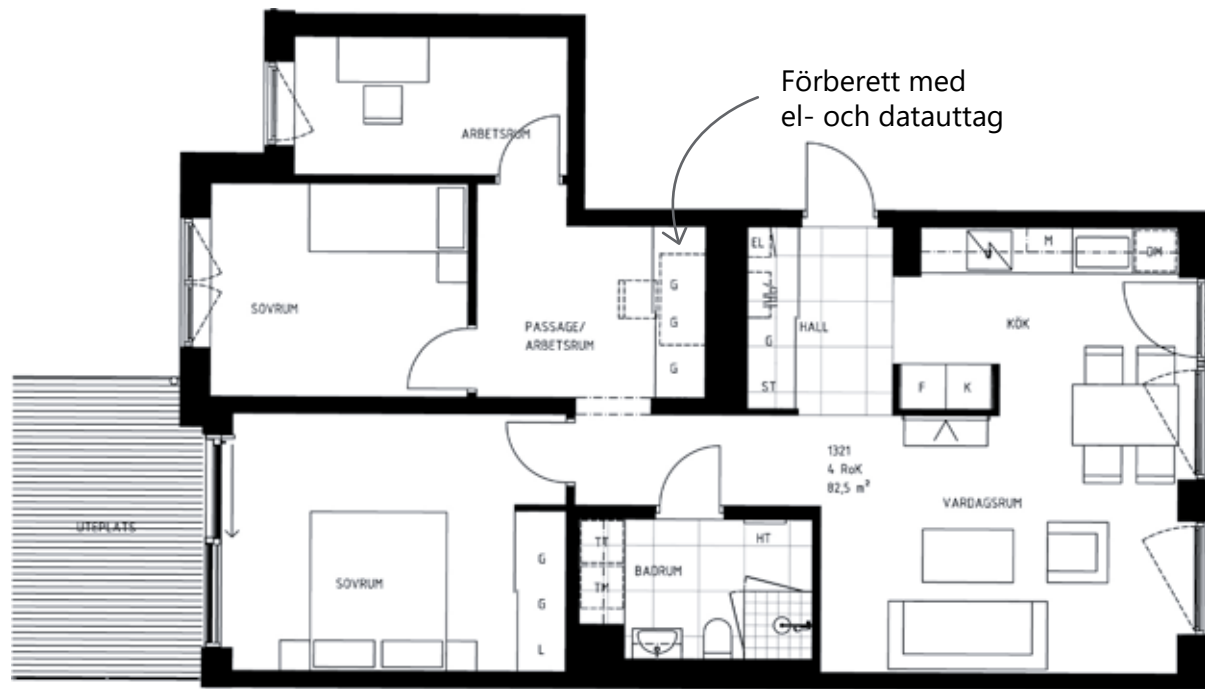 Förberett med
el- och datauttag
ARBETSRUM
SOVRUM
PASSAGE/
ARBETSRUM
G
G
G
EL
G
ST
HALL
M
DM
KÖK
F
K
1321
4 RoK
82,5 m²
VARDAGSRUM
UTEPLATS
SOVRUM
G
G
L
TT
TM
BADRUM
HT